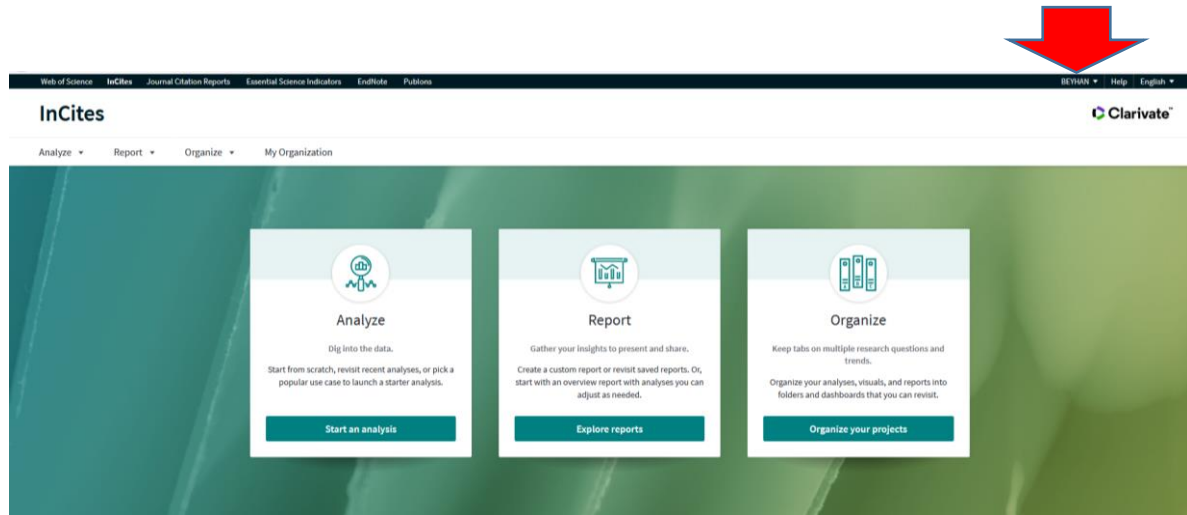 Web of Science InCites Journal Citation Reports Essential Science Indicators EndNote Publons BEYHAN Help English
InCites
Clarivate™
Analyze Report Organize My Organization
Analyze
Dig into the data.
Start from scratch, revisit recent analyses, or pick a
popular use case to launch a starter analysis.
Start an analysis
Report
Gather your insights to present and share.
Create a custom report or revisit saved reports. Or,
start with an overview report with analyses you can
adjust as needed.
Explore reports
Organize
Keep tabs on multiple research questions and
trends.
Organize your analyses, visuals, and reports into
folders and dashboards that you can revisit.
Organize your projects